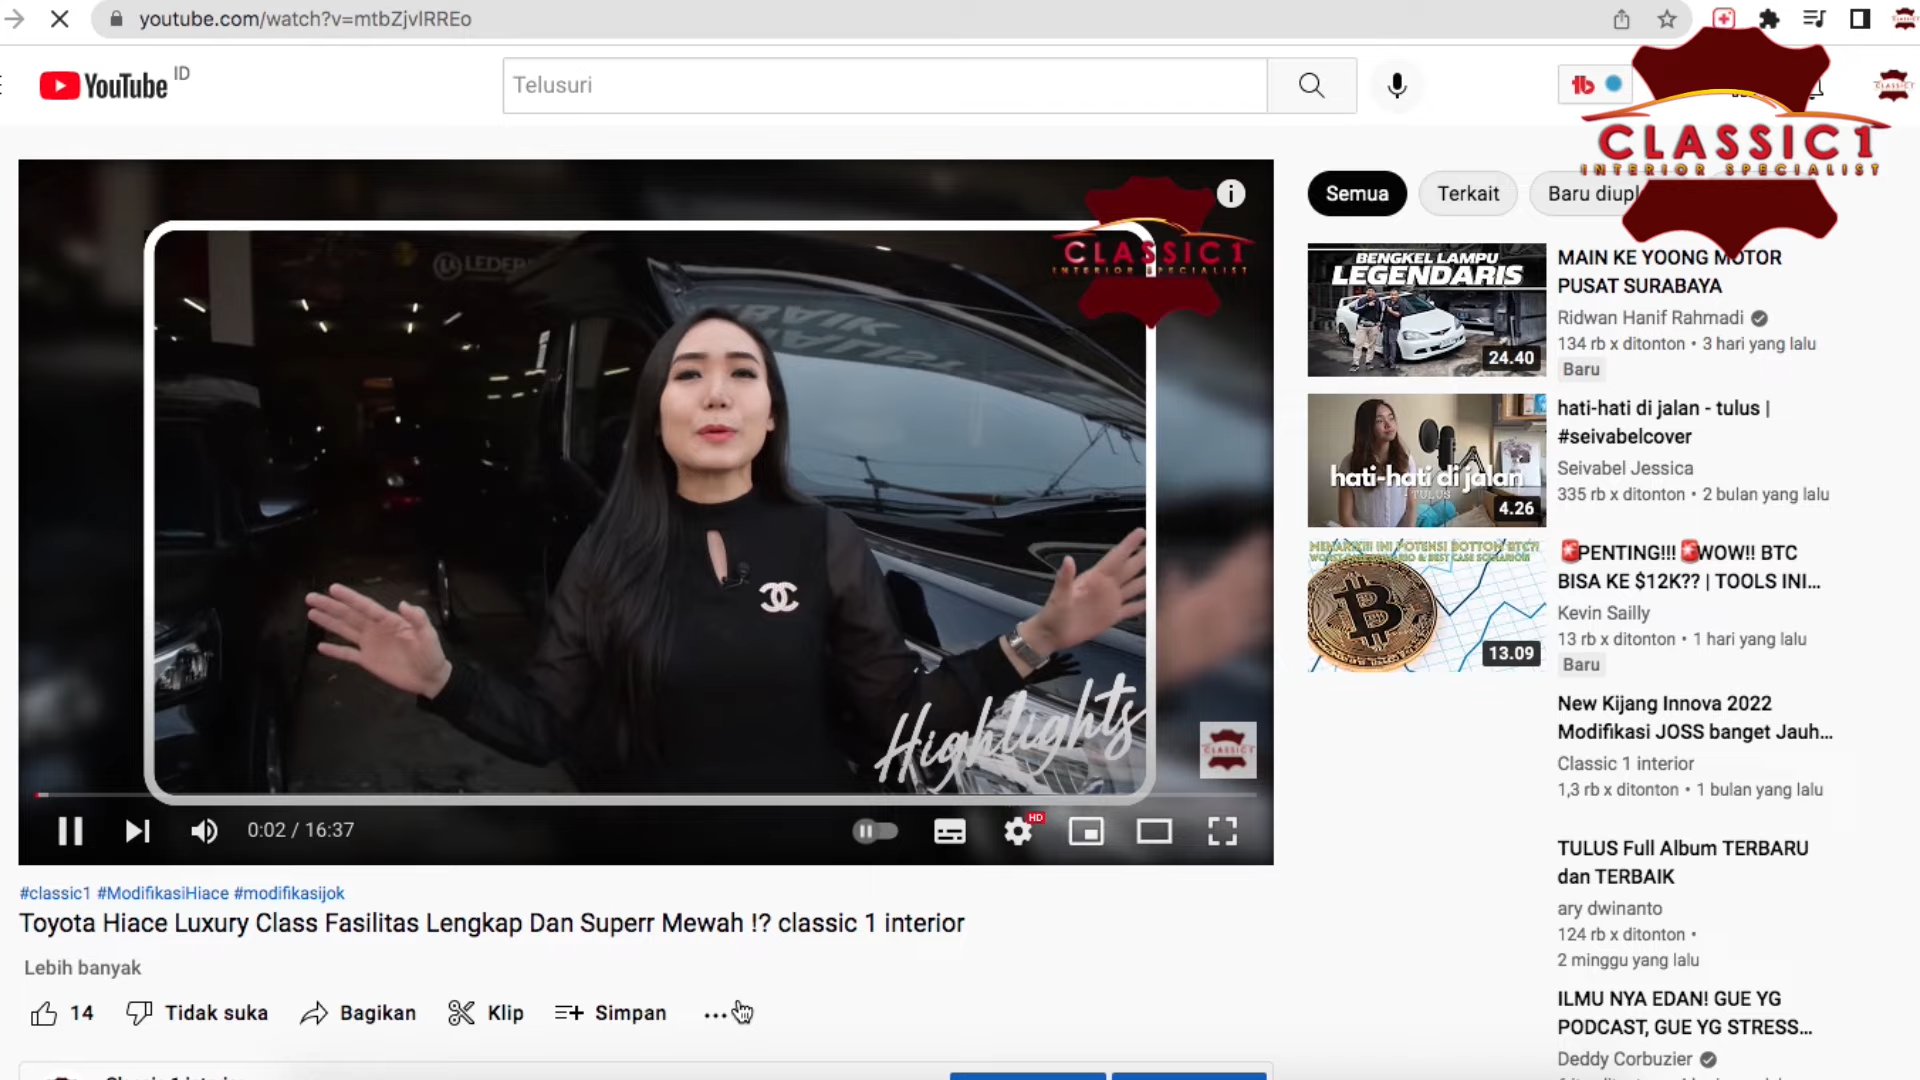 youtube.com/watch?v=mtbZjvlRREo
YouTube ID
Telusuri
CLASSIC1
INTERIOR SPECIALIST
CLASSIC1
INTERIOR SPECIALIST
Highlights
0:02 / 16:37
HD
#classic1 #ModifikasiHiace #modifikasijok
Toyota Hiace Luxury Class Fasilitas Lengkap Dan Superr Mewah !? classic 1 interior
Lebih banyak
14
Tidak suka
Bagikan
Klip
Simpan
Semua
Terkait
BENGKEL LAMPU
LEGENDARIS
24.40
MAIN KE YOONG MOTOR
PUSAT SURABAYA
Ridwan Hanif Rahmadi
134 rb x ditonton • 3 hari yang lalu
Baru
hati-hati di jalan
- TULUS -
4.26
hati-hati di jalan - tulus |
#seivabelcover
Seivabel Jessica
335 rb x ditonton • 2 bulan yang lalu
13.09
🚨PENTING!!! 🚨WOW!! BTC
BISA KE $12K?? | TOOLS INI...
Kevin Sailly
13 rb x ditonton • 1 hari yang lalu
Baru
New Kijang Innova 2022
Modifikasi JOSS banget Jauh...
Classic 1 interior
1,3 rb x ditonton • 1 bulan yang lalu
TULUS Full Album TERBARU
dan TERBAIK
ary dwinanto
124 rb x ditonton •
2 minggu yang lalu
ILMU NYA EDAN! GUE YG
PODCAST, GUE YG STRESS...
Deddy Corbuzier